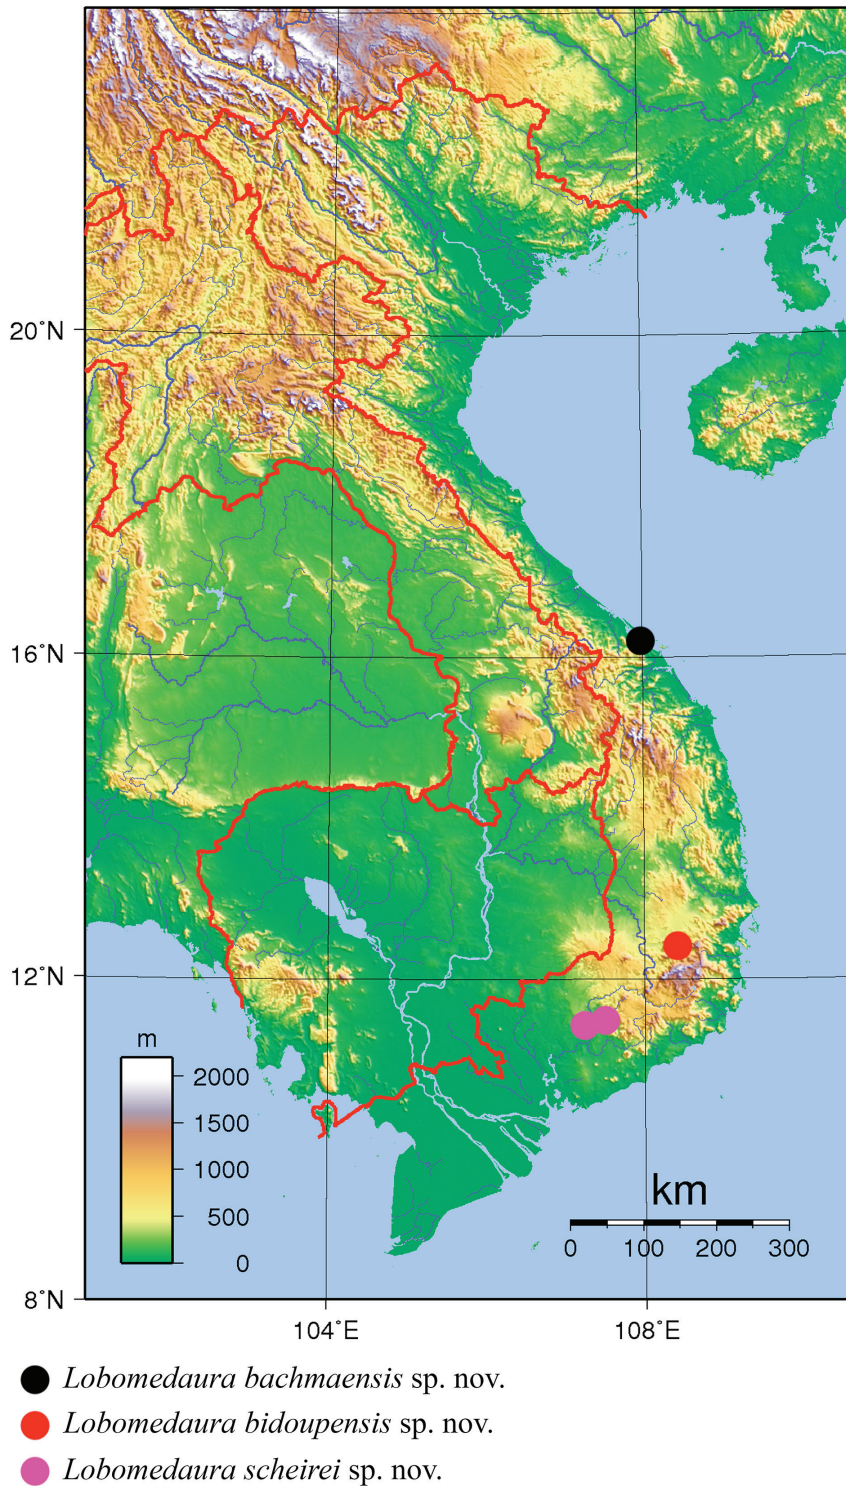 20˚N
16˚N
12˚N
8˚N
m
2000
1500
1000
500
0
km
0 100 200 300
104˚E 108˚E
Lobomedaura bachmaensis sp. nov.
Lobomedaura bidoupensis sp. nov.
Lobomedaura scheirei sp. nov.